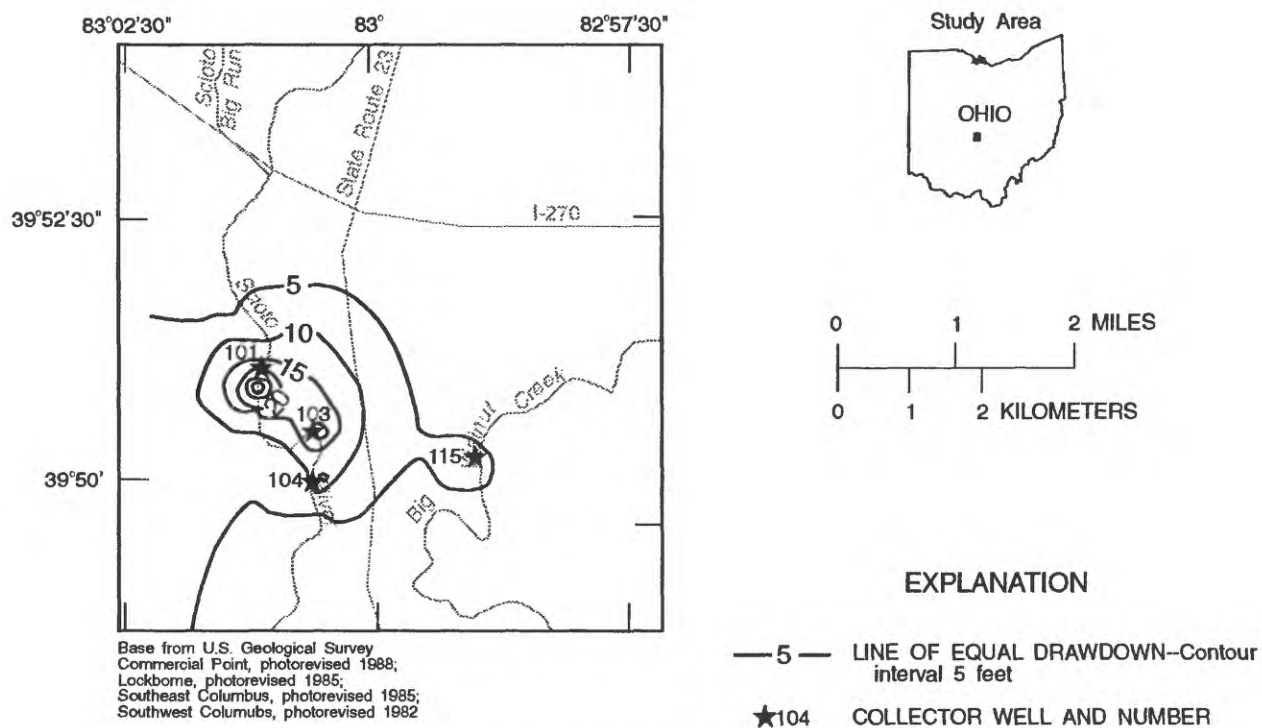 83°02'30"
83°
82°57'30"
Study Area
OHIO
Scioto
Big Run
State Route 23
I-270
39°52'30"
Scioto
5
10
101
15
20
103
Creek
115
104
39°50'
Big
0 1 2 MILES
0 1 2 KILOMETERS
EXPLANATION
5 LINE OF EQUAL DRAWDOWN--Contour
interval 5 feet
104 COLLECTOR WELL AND NUMBER
Base from U.S. Geological Survey
Commercial Point, photorevised 1988;
Lockborne, photorevised 1985;
Southeast Columbus, photorevised 1985;
Southwest Columubs, photorevised 1982